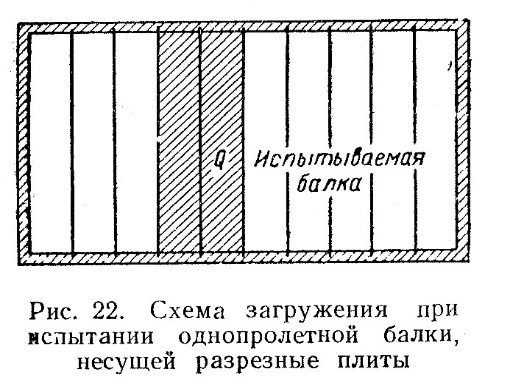 Q Испытываемая
балка
Рис. 22. Схема загружения при
испытании однопролетной балки,
несущей разрезные плиты